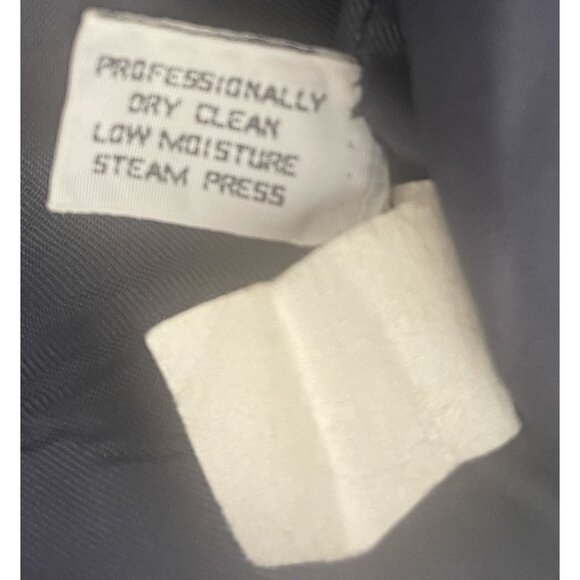 PROFESSIONALLY
DRY CLEAN
LOW MOISTURE
STEAM PRESS